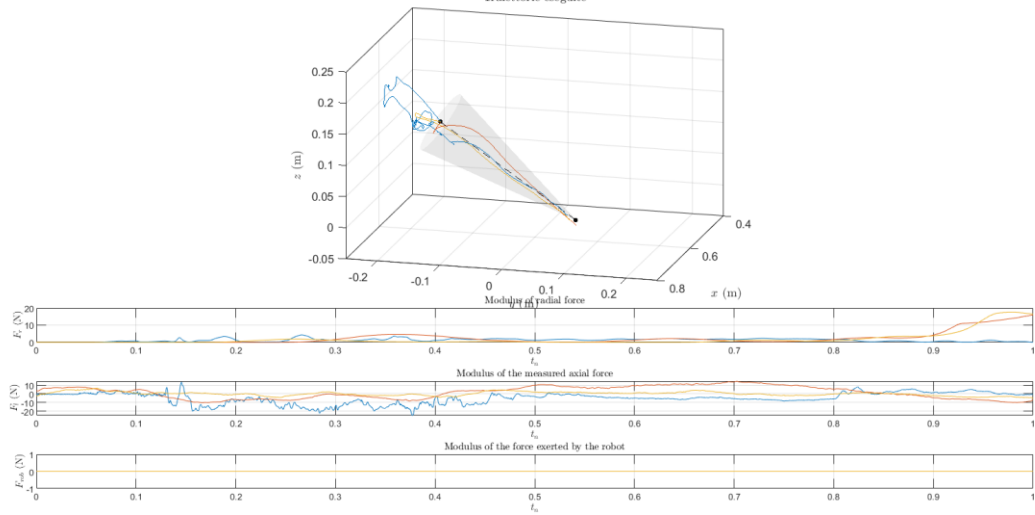 0.25
0.2
0.15
0.1
0.05
0
-0.05
z (m)
-0.2
-0.1
0
0.1
0.2
0.4
0.6
0.8
x (m)
(m)
Modulus of radial force
20
10
0
F_r (N)
0 0.1 0.2 0.3 0.4 0.5 0.6 0.7 0.8 0.9 1
t_n
Modulus of the measured axial force
10
0
-10
-20
(N)
0 0.1 0.2 0.3 0.4 0.5 0.6 0.7 0.8 0.9 1
t_n
Modulus of the force exerted by the robot
1
0
-1
F_rob (N)
0 0.1 0.2 0.3 0.4 0.5 0.6 0.7 0.8 0.9 1
t_n